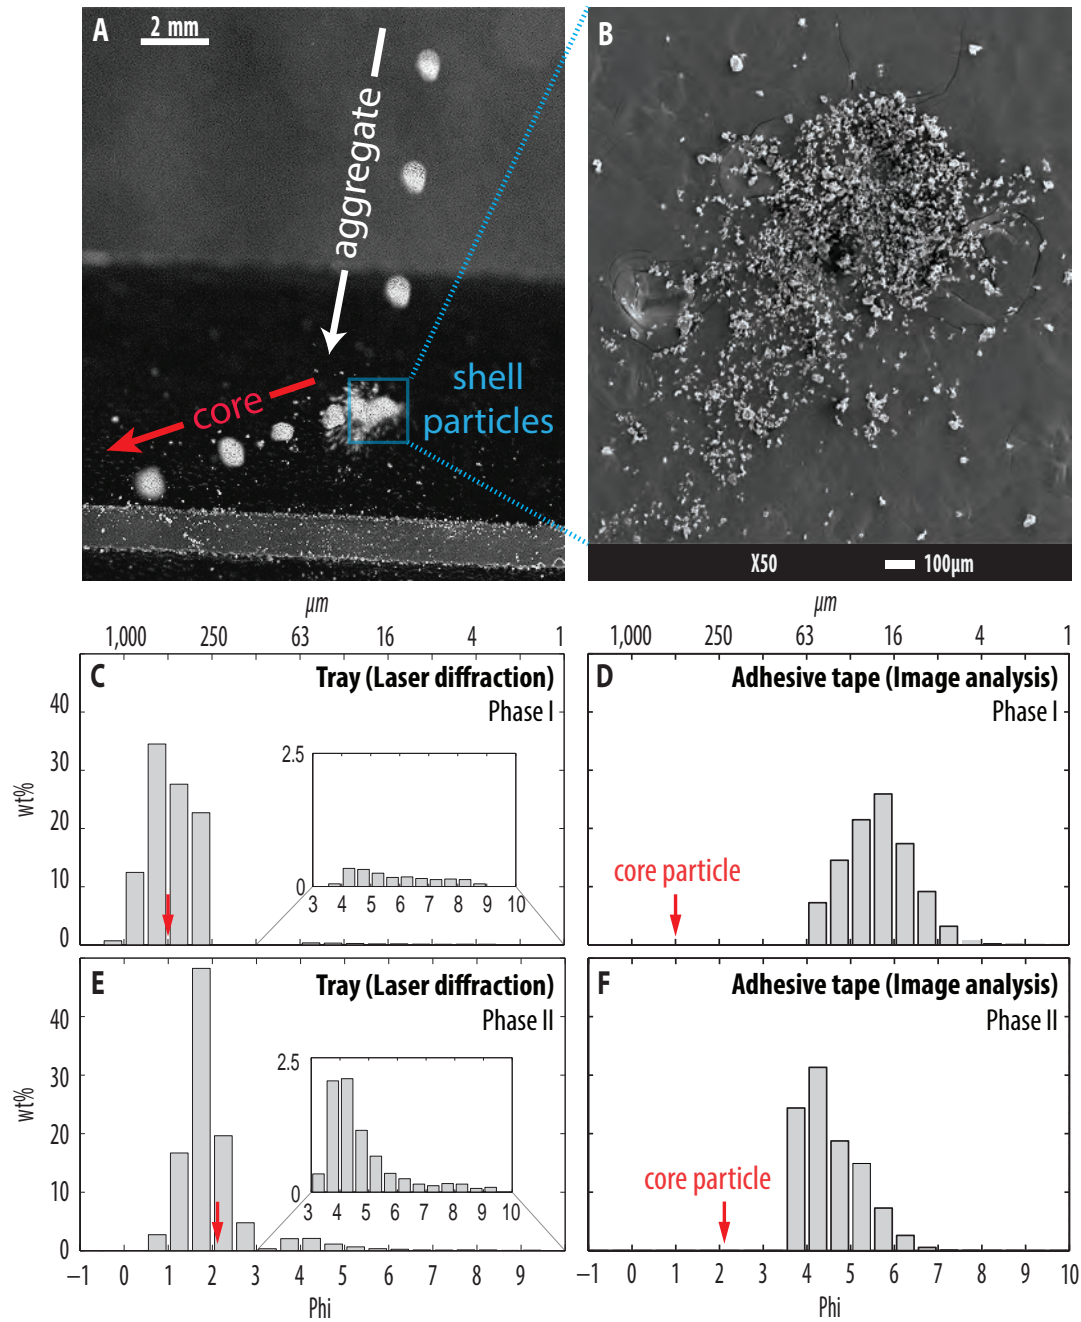 A
2 mm
aggregate
core
shell
particles
B
X50
100μm
μm
1,000 250 63 16 4 1
μm
1,000 250 63 16 4 1
C
Tray (Laser diffraction)
Phase I
wt%
40
30
20
10
0
2.5
0
3 4 5 6 7 8 9 10
D
Adhesive tape (Image analysis)
Phase I
core particle
E
Tray (Laser diffraction)
Phase II
wt%
40
30
20
10
0
2.5
0
3 4 5 6 7 8 9 10
−1 0 1 2 3 4 5 6 7 8 9
Phi
F
Adhesive tape (Image analysis)
Phase II
core particle
−1 0 1 2 3 4 5 6 7 8 9 10
Phi